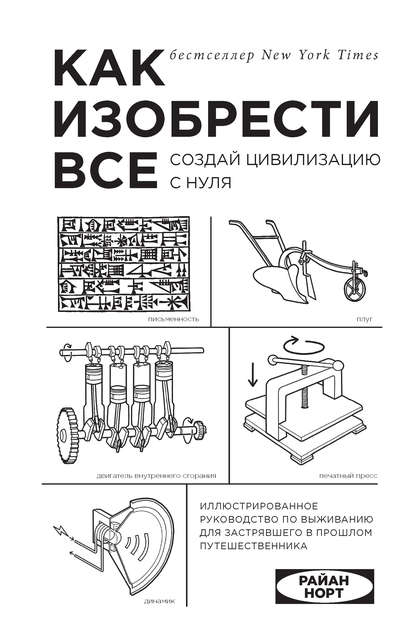 бестселлер New York Times
КАК
ИЗОБРЕСТИ
ВСЕ
СОЗДАЙ ЦИВИЛИЗАЦИЮ
С НУЛЯ
письменность
плуг
двигатель внутреннего сгорания
печатный пресс
динамик
ИЛЛЮСТРИРОВАННОЕ
РУКОВОДСТВО ПО ВЫЖИВАНИЮ
ДЛЯ ЗАСТРЯВШЕГО В ПРОШЛОМ
ПУТЕШЕСТВЕННИКА
РАЙАН
НОРТ